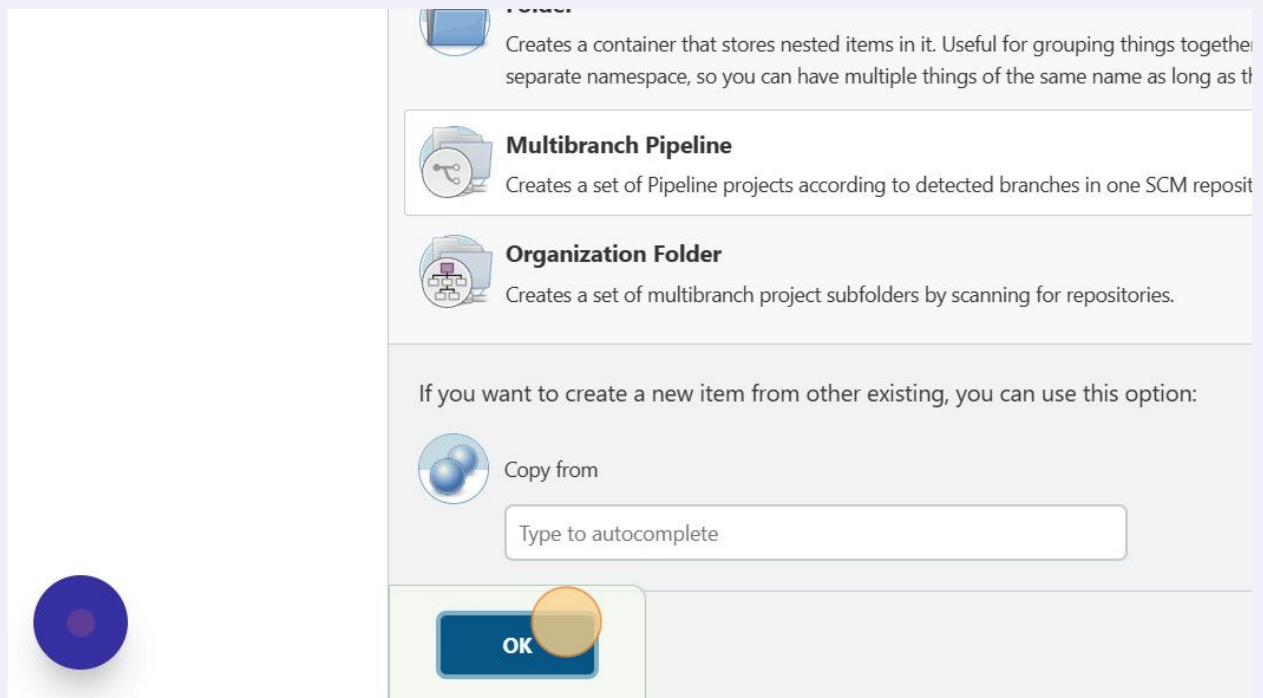 Folder
Creates a container that stores nested items in it. Useful for grouping things together
separate namespace, so you can have multiple things of the same name as long as
Multibranch Pipeline
Creates a set of Pipeline projects according to detected branches in one SCM
Organization Folder
Creates a set of multibranch project subfolders by scanning for repositories.
If you want to create a new item from other existing, you can use this option:
Copy from
Type to autocomplete
OK